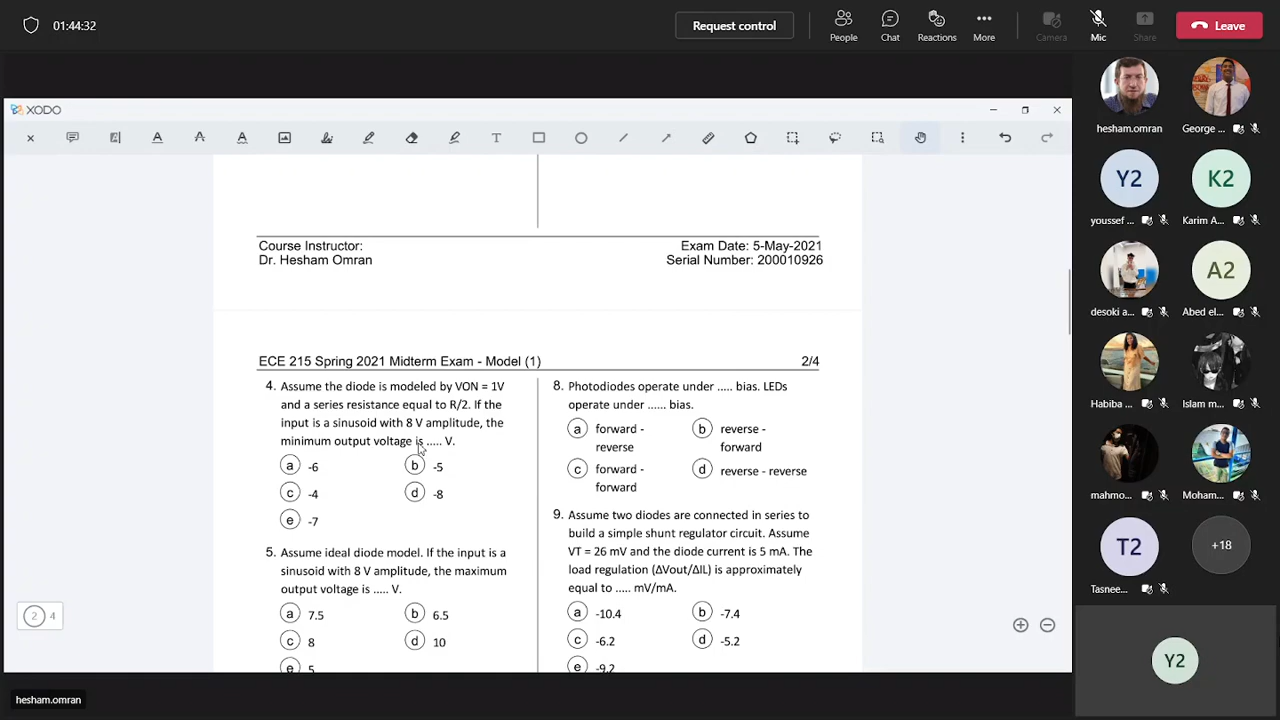 01:44:32
Request control
People
Chat
Reactions
More
Camera
Mic
Share
Leave
XODO
Course Instructor:
Dr. Hesham Omran
Exam Date: 5-May-2021
Serial Number: 200010926
ECE 215 Spring 2021 Midterm Exam - Model (1)
2/4
4. Assume the diode is modeled by VON = 1V
and a series resistance equal to R/2. If the
input is a sinusoid with 8 V amplitude, the
minimum output voltage is ..... V.
a -6
b -5
c -4
d -8
e -7
5. Assume ideal diode model. If the input is a
sinusoid with 8 V amplitude, the maximum
output voltage is ..... V.
a 7.5
b 6.5
c 8
d 10
e 5
8. Photodiodes operate under ..... bias. LEDs
operate under ...... bias.
a forward -
reverse
b reverse -
forward
c forward -
forward
d reverse - reverse
9. Assume two diodes are connected in series to
build a simple shunt regulator circuit. Assume
VT = 26 mV and the diode current is 5 mA. The
load regulation (ΔVout/ΔIL) is approximately
equal to ..... mV/mA.
a -10.4
b -7.4
c -6.2
d -5.2
e -9.2
2 4
hesham.omran
hesham.omran
George ...
Y2
youssef ...
K2
Karim A...
desoki a...
A2
Abed el...
Habiba ...
Islam m...
mahmo...
Moham...
T2
Tasnee...
+18
Y2